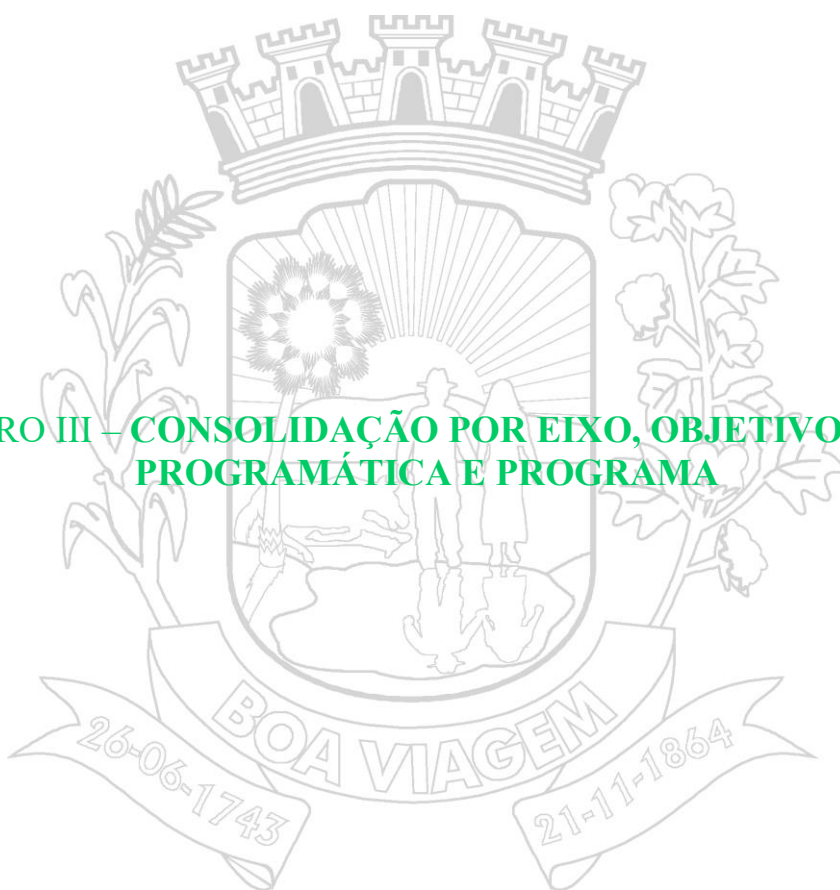 RO III – CONSOLIDAÇÃO POR EIXO, OBJETIVO
PROGRAMÁTICA E PROGRAMA
BOA VIAGEM
26-06-1743
21-11-1864